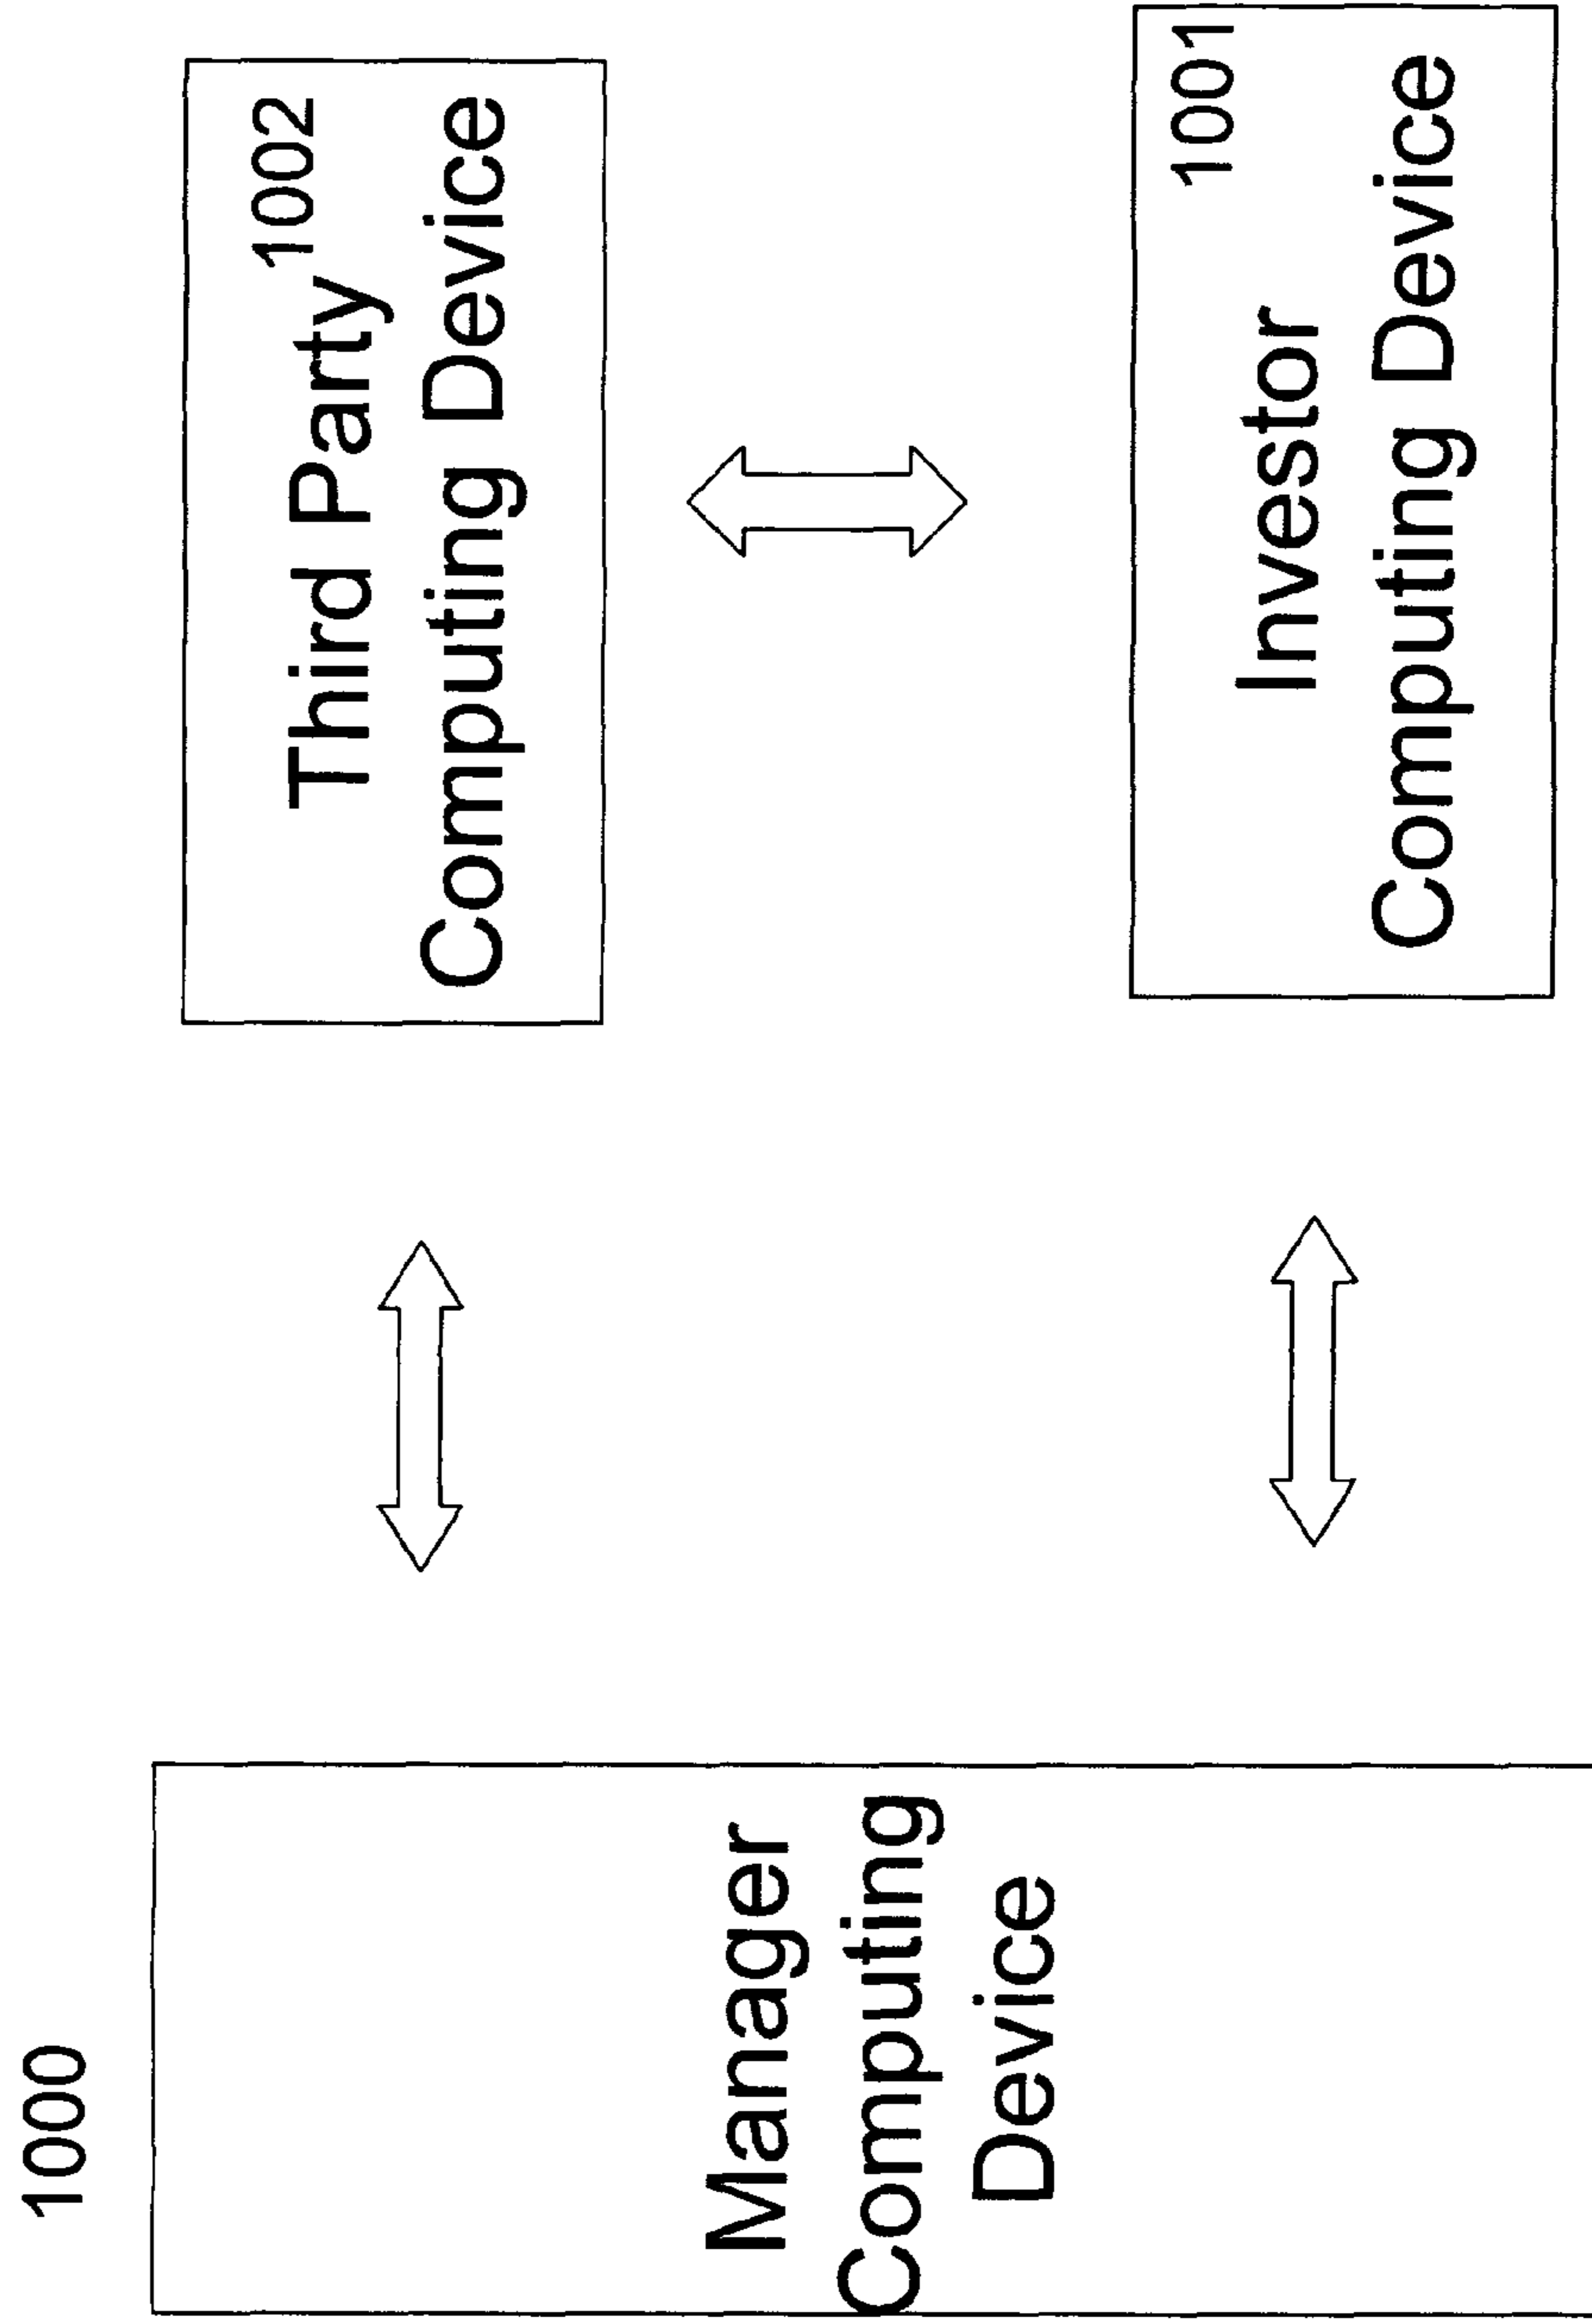 1000
Manager
Computing
Device
1002
Third Party
Computing Device
1001
Investor
Computing Device